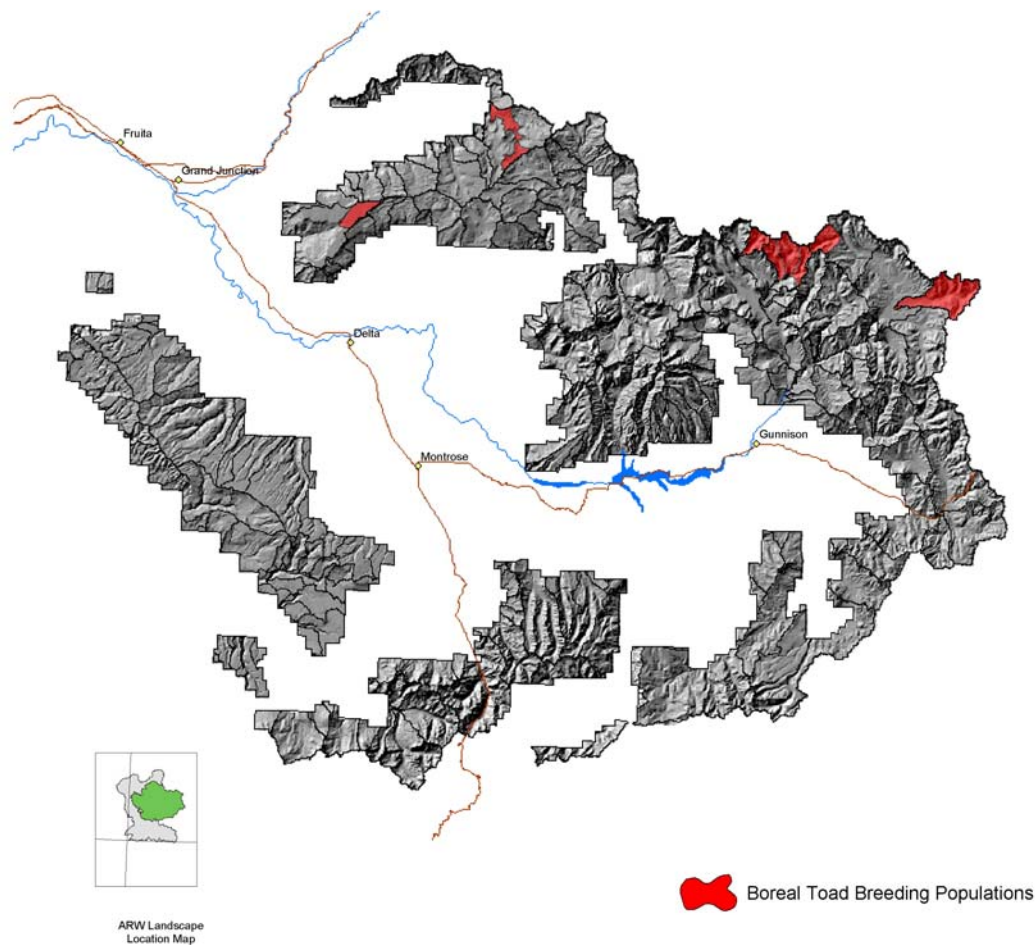 Fruita
Grand Junction
Delta
Montrose
Gunnison
Boreal Toad Breeding Populations
ARW Landscape
Location Map